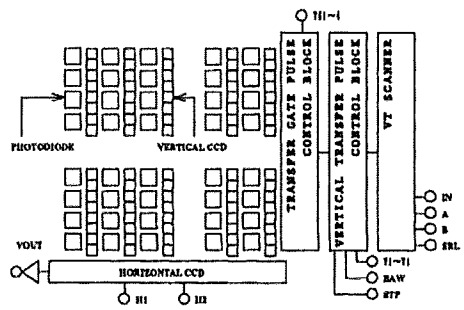 PHOTODIODE
VERTICAL CCD
TRANSFER GATE PULSE
CONTROL BLOCK
VERTICAL TRANSFER PULSE
CONTROL BLOCK
VT SCANNER
IN
A
B
SRL
VOUT
HORIZONTAL CCD
H1
H2
STP